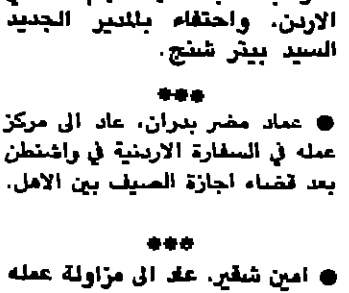 الاردن. واحتفاء بالمدير الجديد
السيد بيتر شنج.
***
● عماد مضر بدران، عاد الى مركز
عمله في السفارة الاردنية في واشنطن
بعد قضاء اجازة الصيف بين الاهل.
***
● امين شقير. عاد الى مزاولة عمله